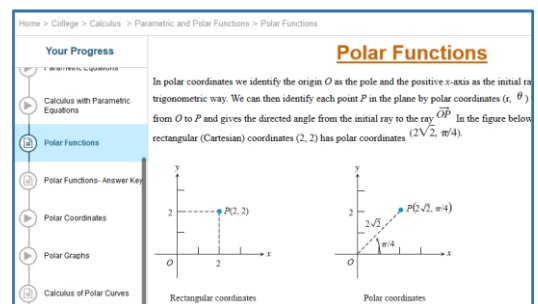 Home > College > Calculus > Parametric and Polar Functions > Polar Functions
Your Progress
Parametric Equations
Calculus with Parametric
Equations
Polar Functions
Polar Functions- Answer Key
Polar Coordinates
Polar Graphs
Calculus of Polar Curves
Polar Functions
In polar coordinates we identify the origin O as the pole and the positive x-axis as the initial ra
trigonometric way. We can then identify each point P in the plane by polar coordinates (r, θ )
from O to P and gives the directed angle from the initial ray to the ray OP In the figure below
rectangular (Cartesian) coordinates (2, 2) has polar coordinates (2√2, π/4).
y
2
P(2, 2)
O
2
x
Rectangular coordinates
y
2
P(2√2, π/4)
2√2
π/4
O
x
Polar coordinates